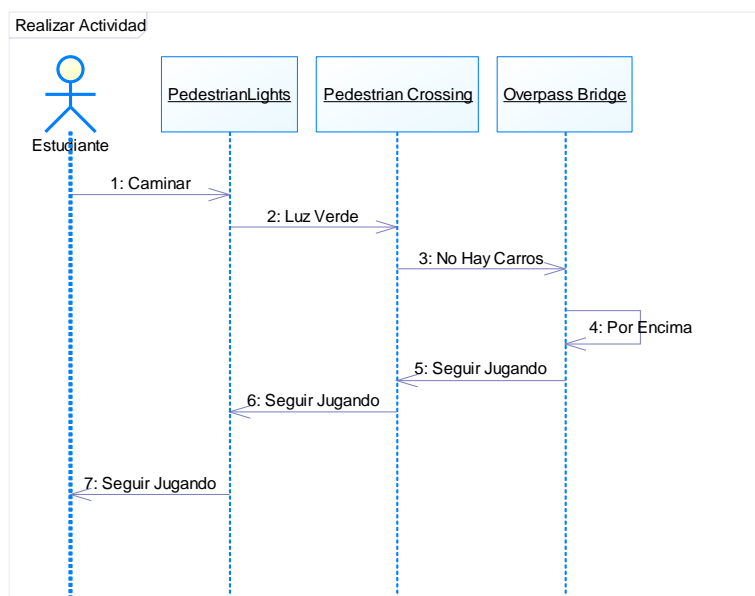 Realizar Actividad
Estudiante
PedestrianLights
Pedestrian Crossing
Overpass Bridge
1: Caminar
2: Luz Verde
3: No Hay Carros
4: Por Encima
5: Seguir Jugando
6: Seguir Jugando
7: Seguir Jugando